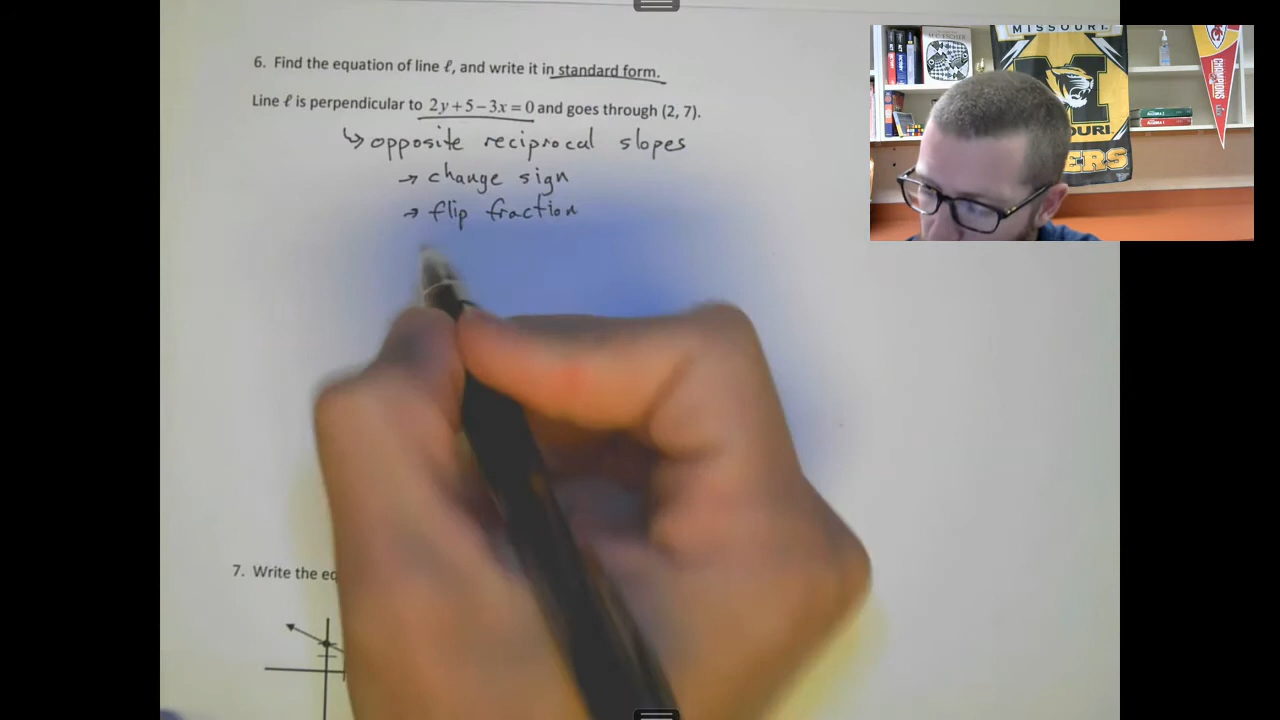 6. Find the equation of line ℓ, and write it in standard form.
Line ℓ is perpendicular to 2y+5−3x=0 and goes through (2, 7).
↳ opposite reciprocal slopes
→ change sign
→ flip fraction
7. Write the eq
MISSOURI
M.C. ESCHER
M
OURI
ERS
CHAMPIONS